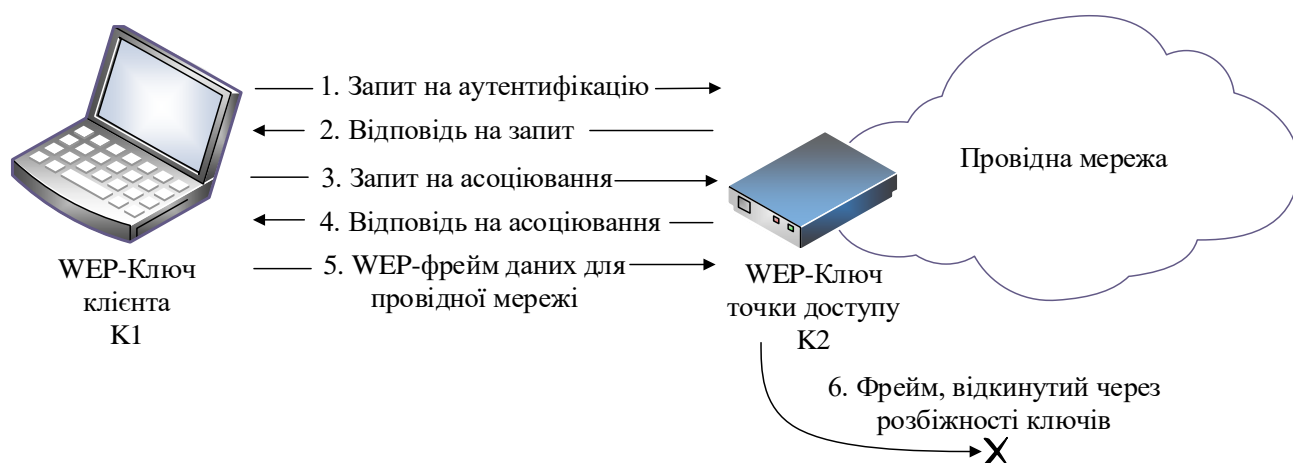 1. Запит на аутентифікацію
2. Відповідь на запит
3. Запит на асоціювання
4. Відповідь на асоціювання
5. WEP-фрейм даних для
провідної мережі
WEP-Ключ
клієнта
K1
WEP-Ключ
точки доступу
K2
Провідна мережа
6. Фрейм, відкинутий через
розбіжності ключів
X